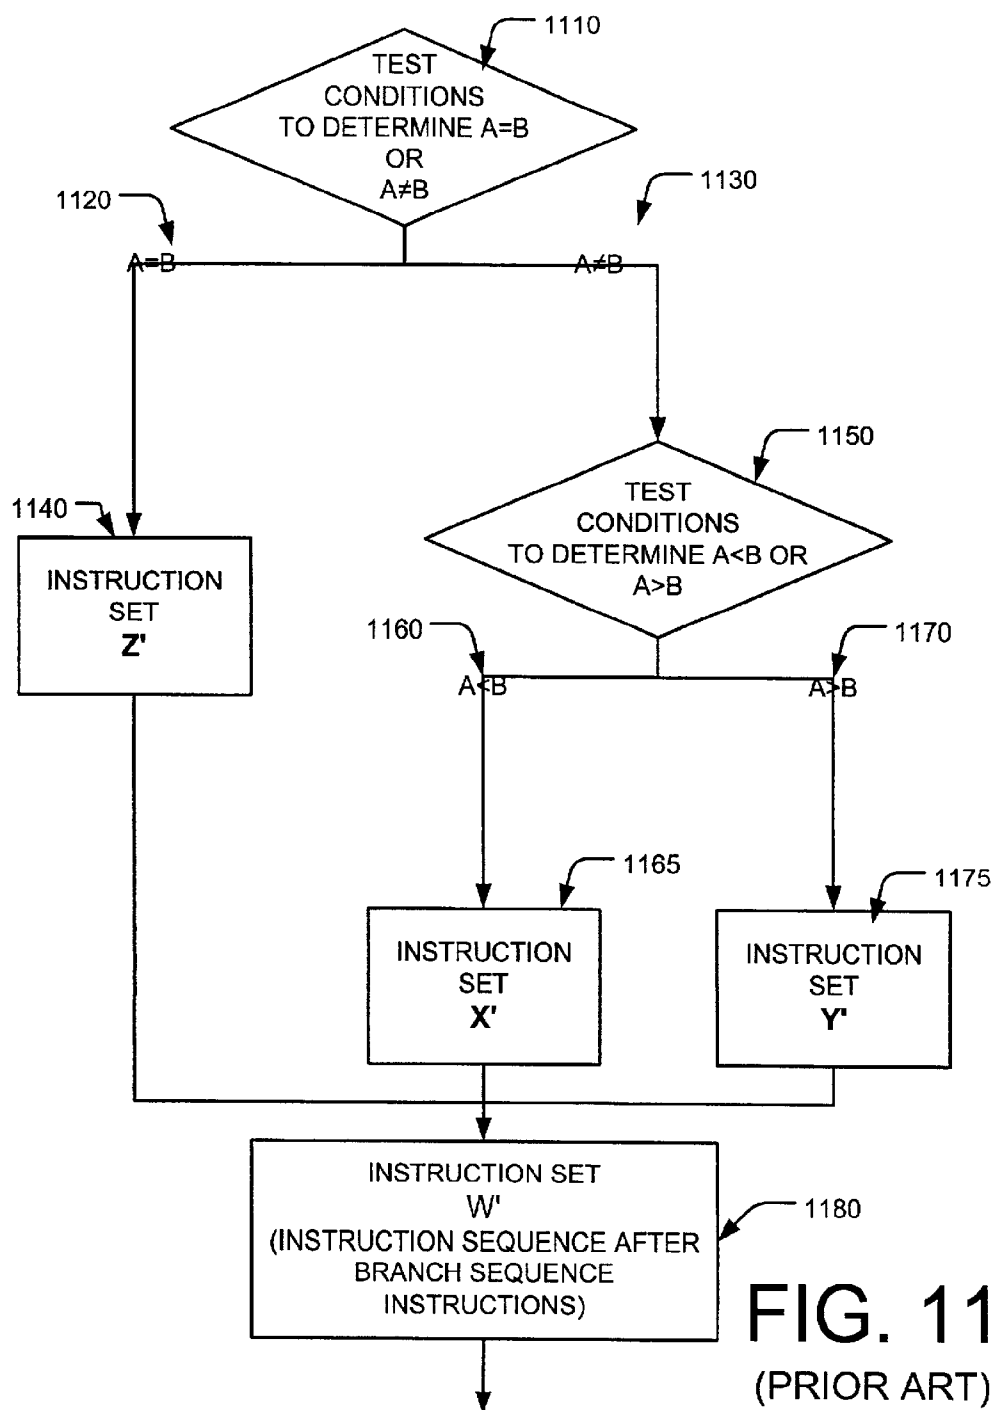 1110
TEST
CONDITIONS
TO DETERMINE A=B
OR
A≠B
1120
1130
A=B
A≠B
1150
TEST
CONDITIONS
TO DETERMINE A<B OR
A>B
1140
INSTRUCTION
SET
Z'
1160
1170
A<B
A>B
1165
1175
INSTRUCTION
SET
X'
INSTRUCTION
SET
Y'
INSTRUCTION SET
W'
(INSTRUCTION SEQUENCE AFTER
BRANCH SEQUENCE
INSTRUCTIONS)
1180
FIG. 11
(PRIOR ART)